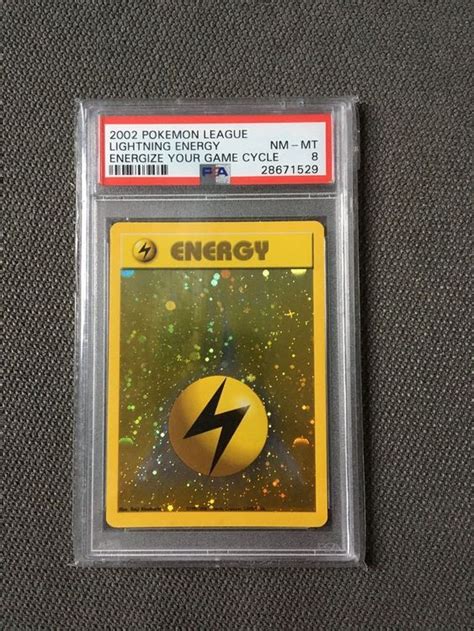 2002 POKEMON LEAGUE
LIGHTNING ENERGY NM - MT
ENERGIZE YOUR GAME CYCLE 8
PSA 28671529
ENERGY